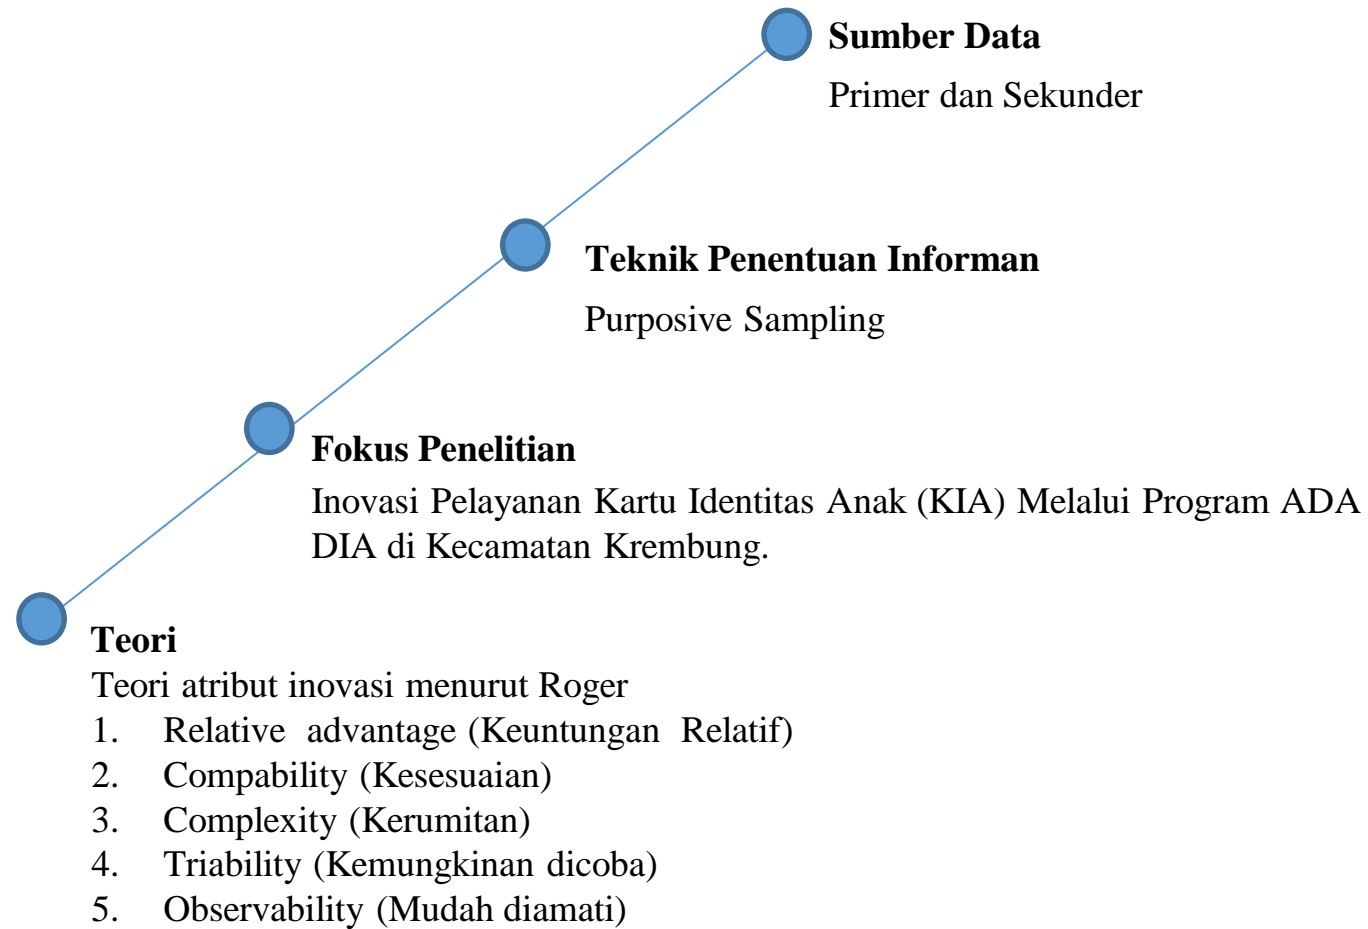 Sumber Data
Primer dan Sekunder
Teknik Penentuan Informan
Purposive Sampling
Fokus Penelitian
Inovasi Pelayanan Kartu Identitas Anak (KIA) Melalui Program ADA
DIA di Kecamatan Krembung.
Teori
Teori atribut inovasi menurut Roger
1. Relative advantage (Keuntungan Relatif)
2. Compability (Kesesuaian)
3. Complexity (Kerumitan)
4. Triability (Kemungkinan dicoba)
5. Observability (Mudah diamati)